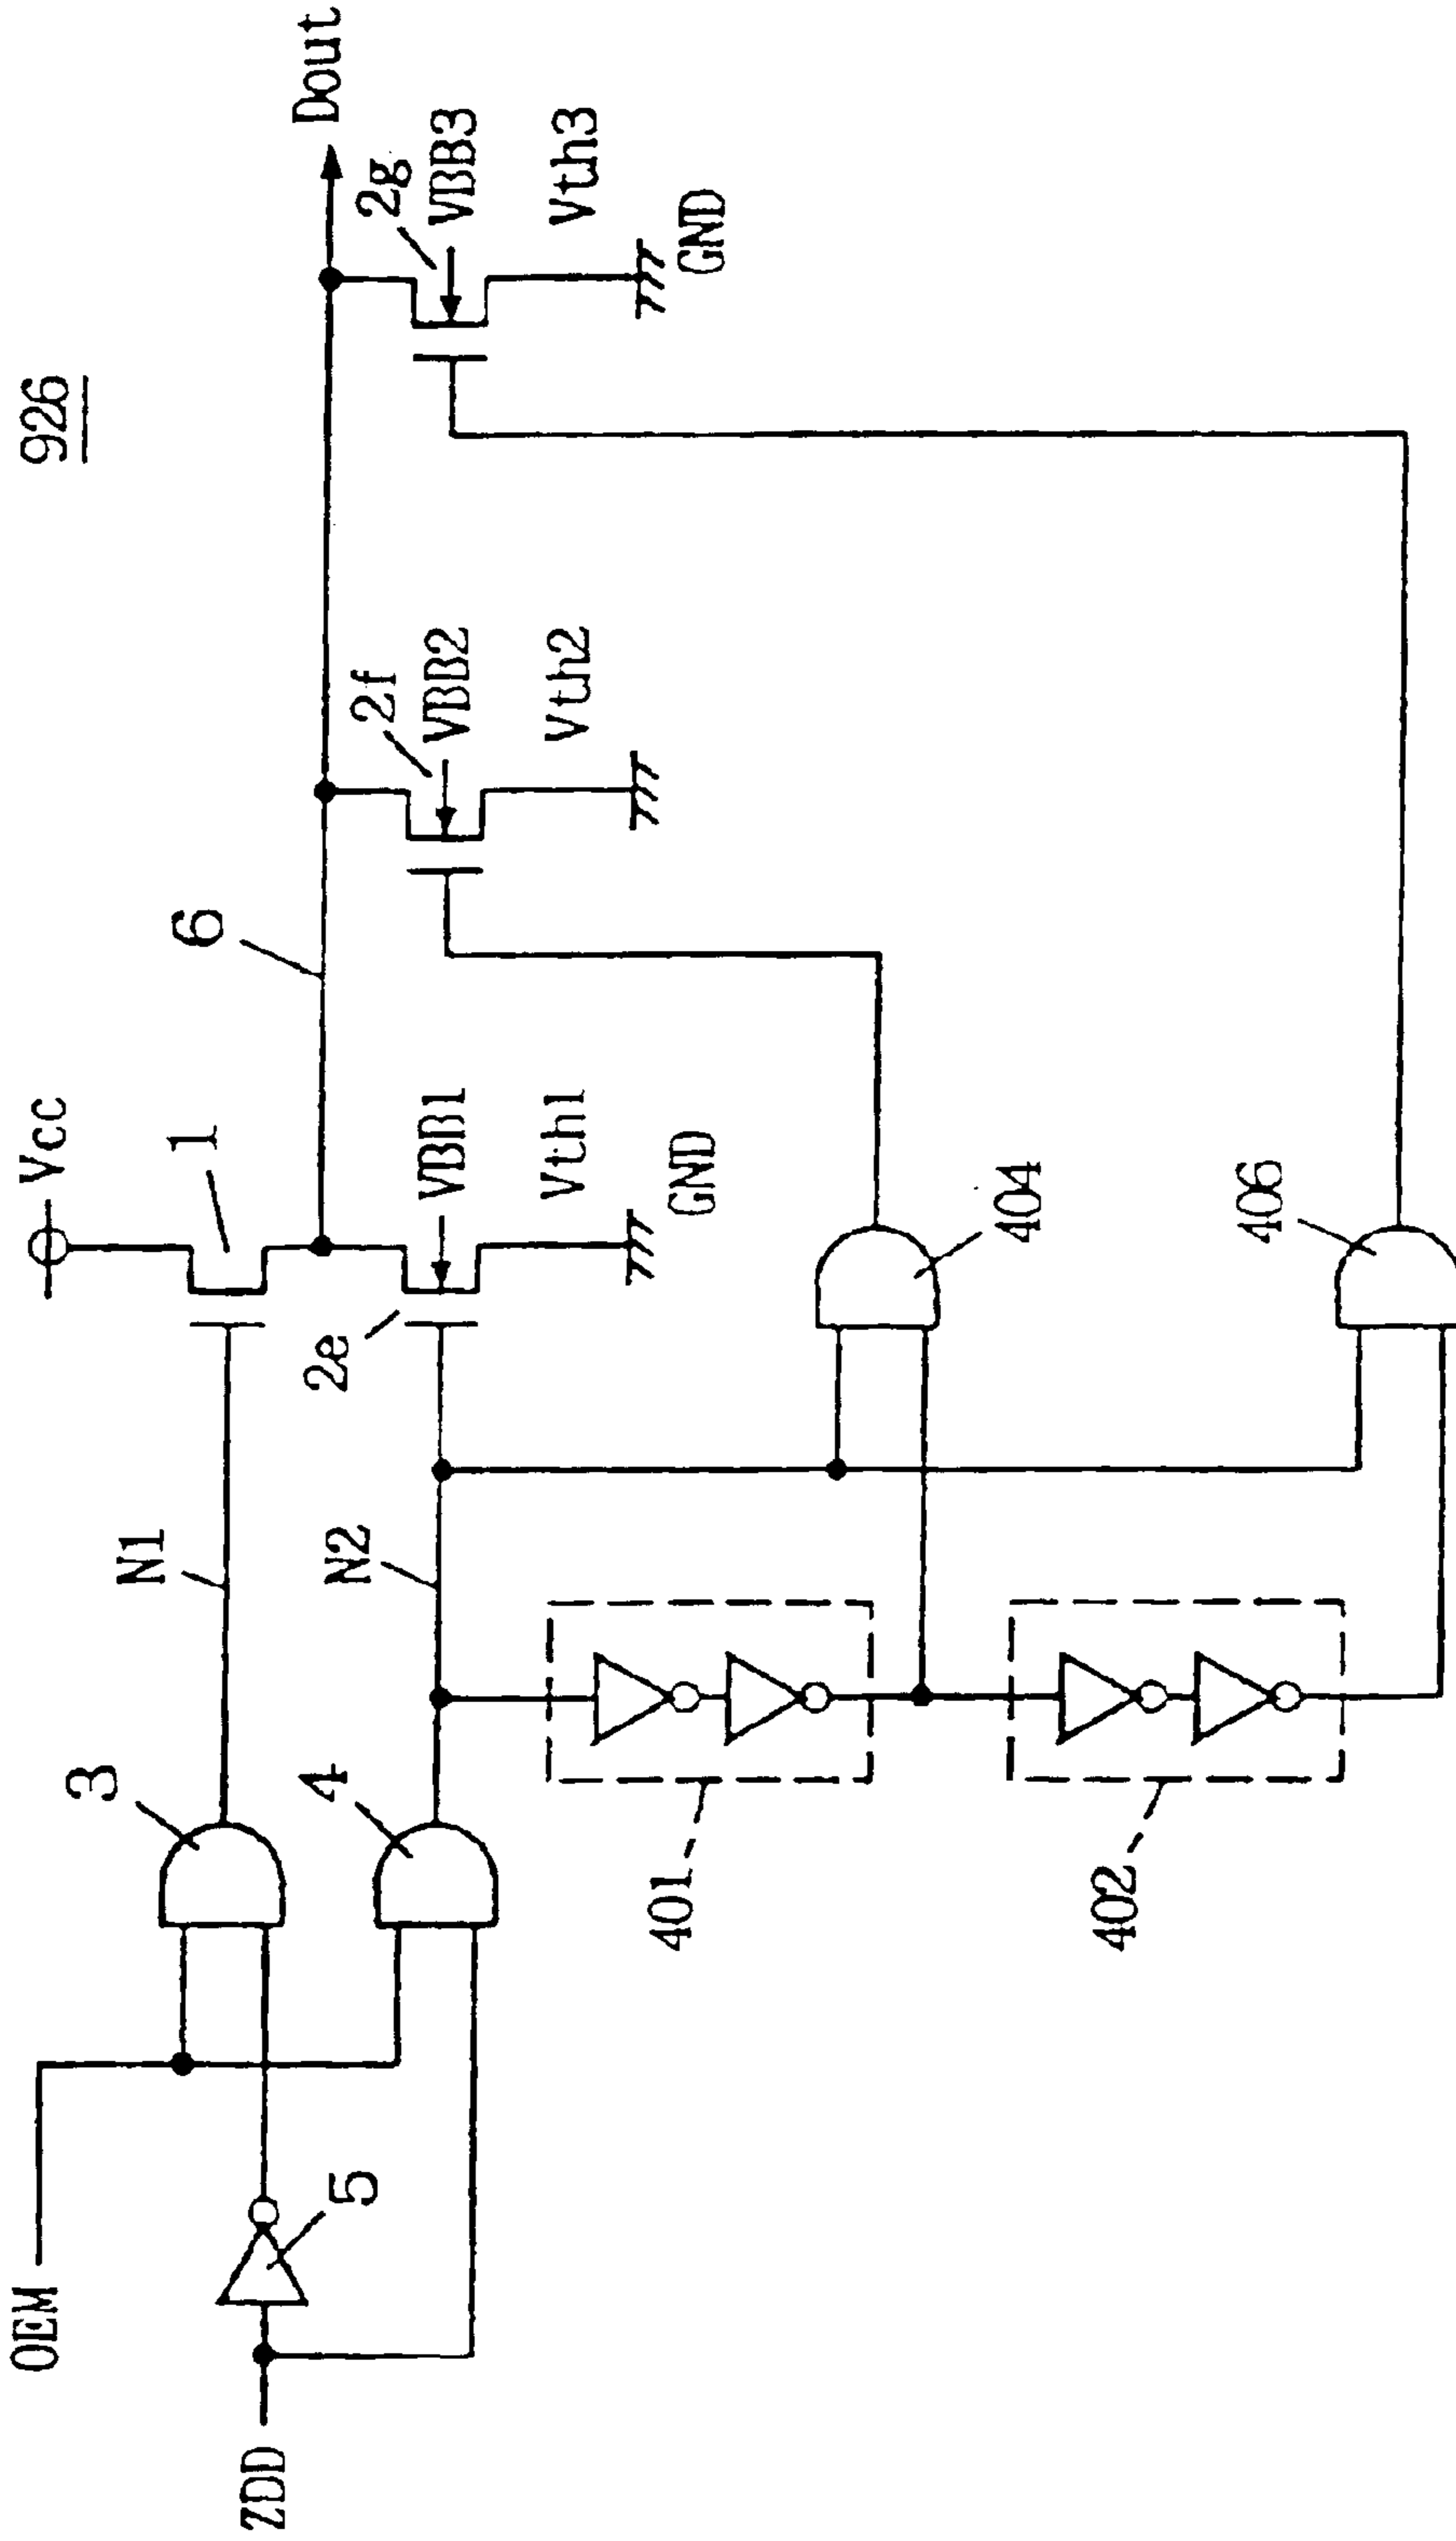 926
Vcc
1
6
Dout
OEM
ZDD
5
3
4
N1
N2
2e
VBB1
Vth1
GND
2f
VBB2
Vth2
2g
VBB3
Vth3
GND
401
402
404
406